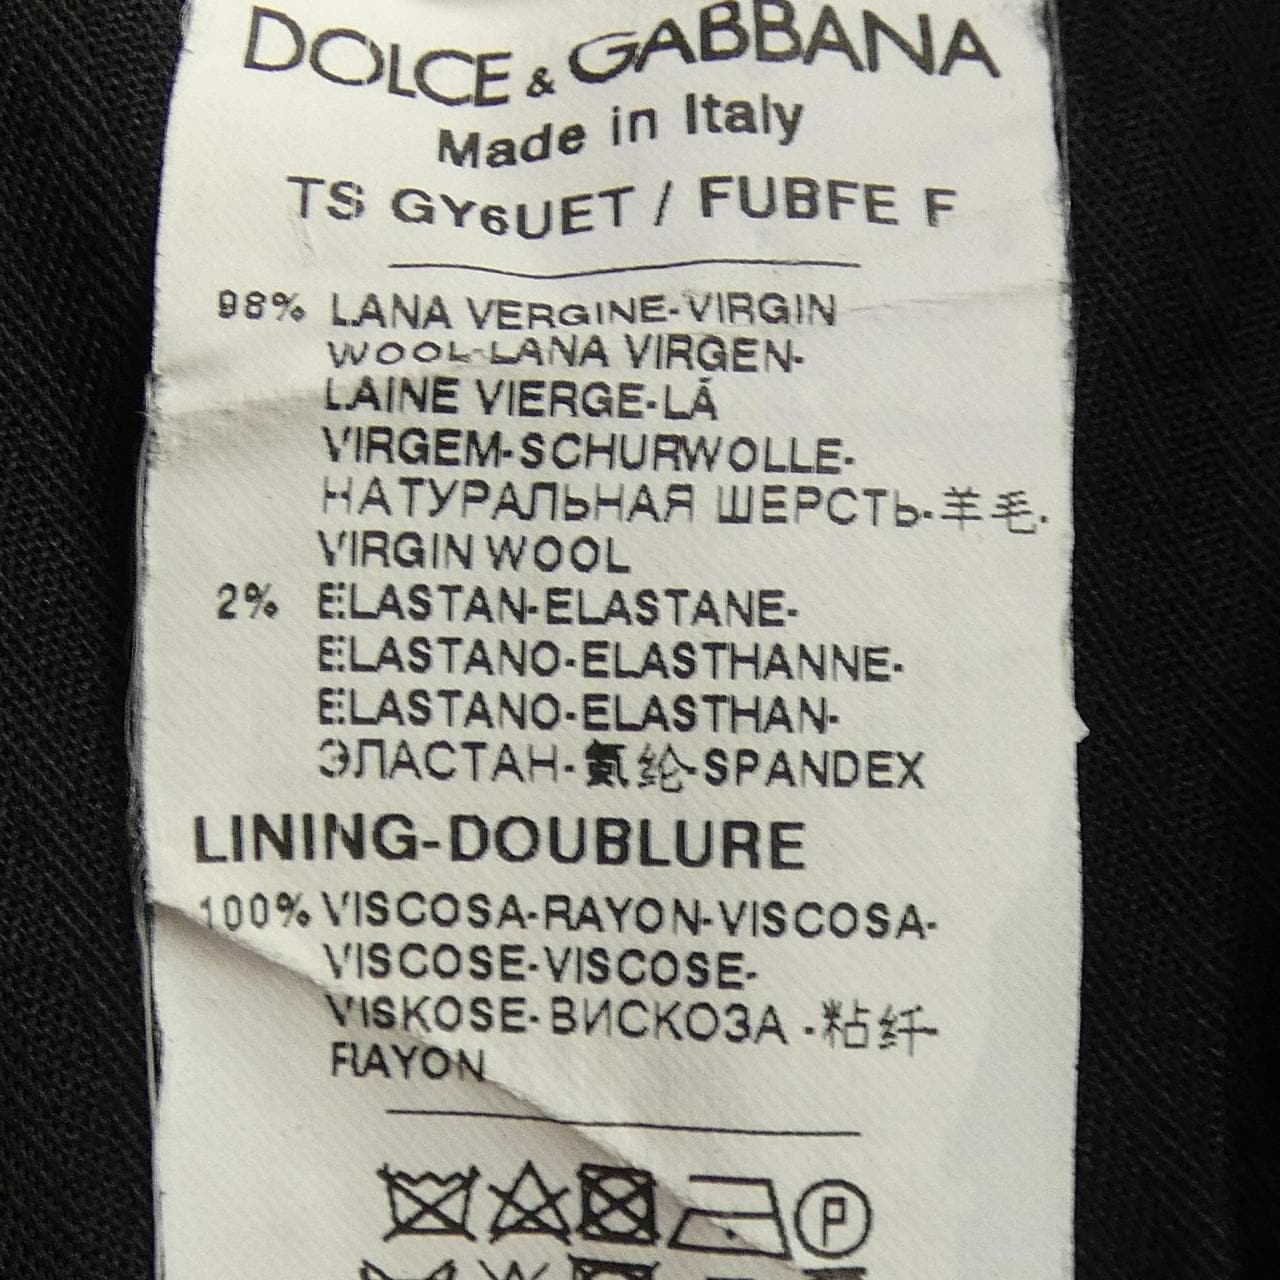 DOLCE & GABBANA
Made in Italy
TS GY6UET / FUBFE F
98% LANA VERGINE-VIRGIN
WOOL-LANA VIRGEN-
LAINE VIERGE-LÃ
VIRGEM-SCHURWOLLE-
НАТУРАЛЬНАЯ ШЕРСТЬ-羊毛-
VIRGIN WOOL
2% ELASTAN-ELASTANE-
ELASTANO-ELASTHANNE-
ELASTANO-ELASTHAN-
ЭЛАСТАН-氨纶-SPANDEX
LINING-DOUBLURE
100% VISCOSA-RAYON-VISCOSA-
VISCOSE-VISCOSE-
VISKOSE-ВИСКОЗА -粘纤-
RAYON
P